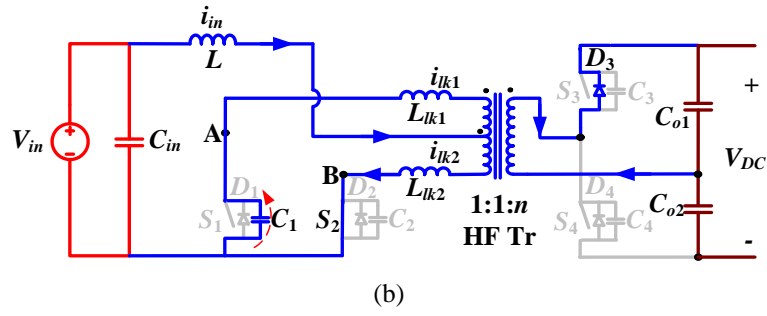 i_in
L
i_lk1
L_lk1
D_3
S_3
C_3
+
A
V_in
C_in
C_o1
i_lk2
V_DC
B
L_lk2
D_1
S_1
C_1
D_2
S_2
C_2
1:1:n
HF Tr
D_4
S_4
C_4
C_o2
-
(b)